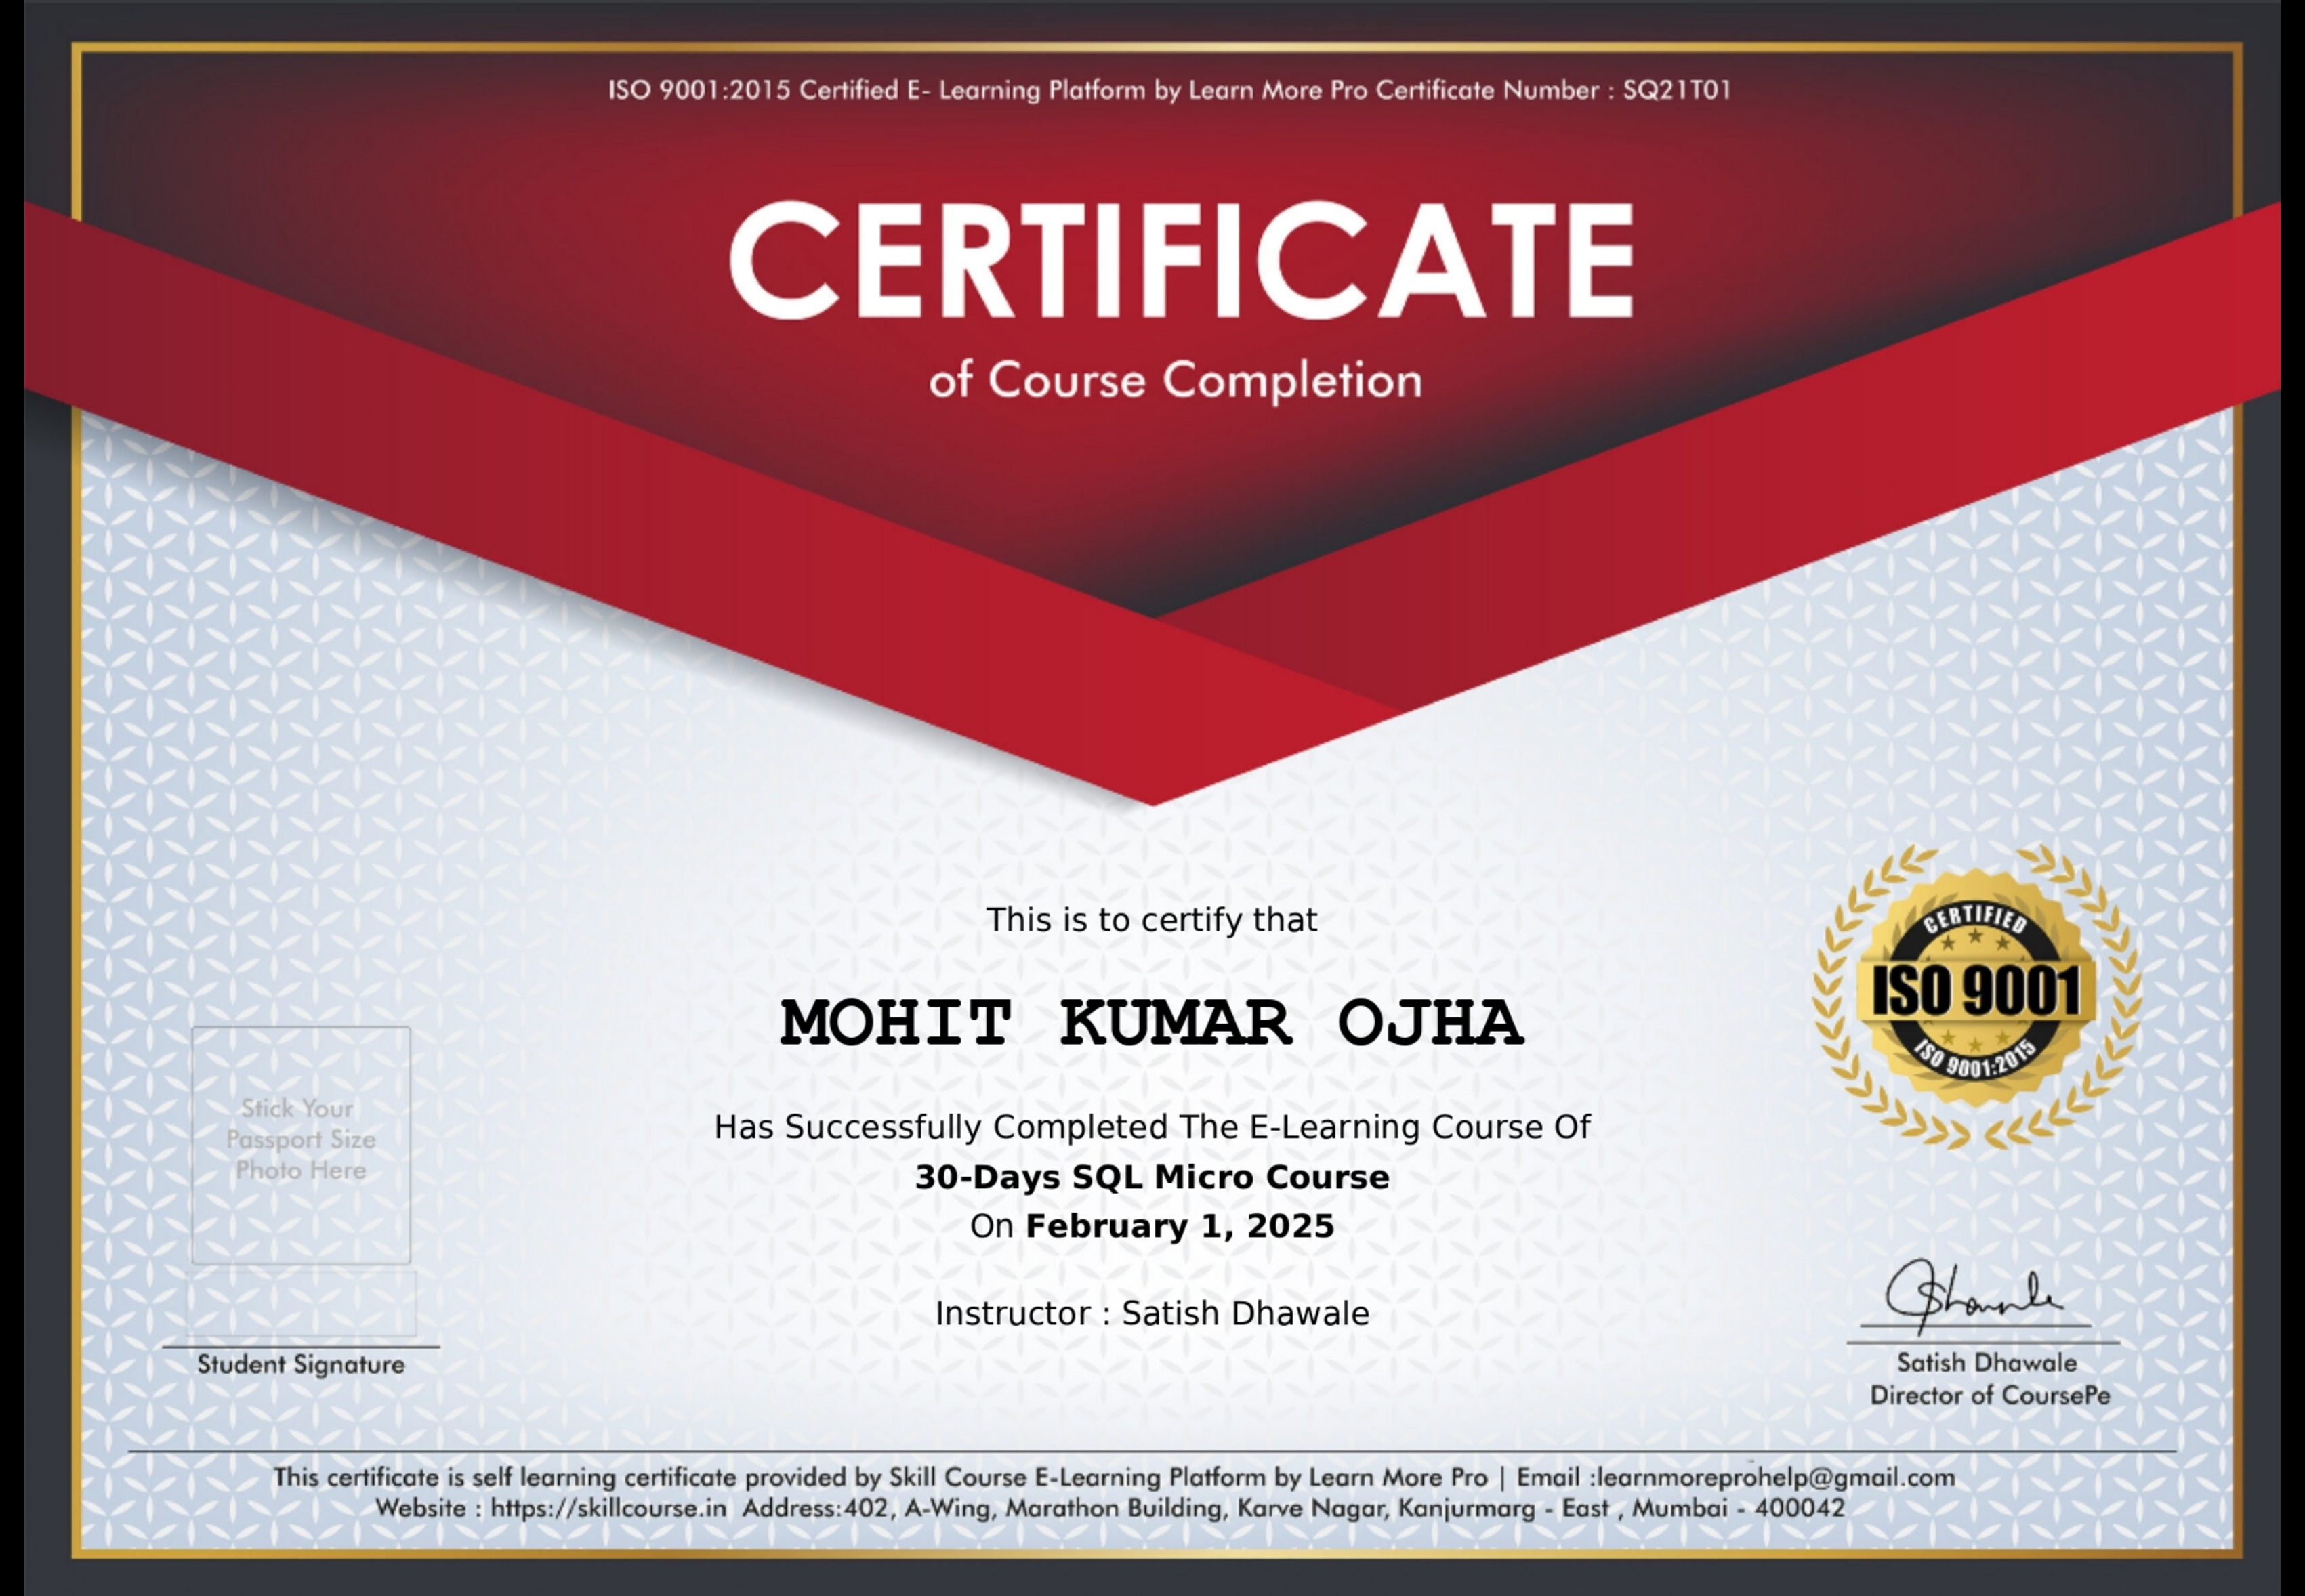 ISO 9001:2015 Certified E- Learning Platform by Learn More Pro Certificate Number : SQ21T01
CERTIFICATE
of Course Completion
This is to certify that
MOHIT KUMAR OJHA
Has Successfully Completed The E-Learning Course Of
30-Days SQL Micro Course
On February 1, 2025
Instructor : Satish Dhawale
CERTIFIED
ISO 9001
ISO 9001:2015
Stick Your
Passport Size
Photo Here
Student Signature
Satish Dhawale
Director of CoursePe
This certificate is self learning certificate provided by Skill Course E-Learning Platform by Learn More Pro | Email :learnmoreprohelp@gmail.com
Website : https://skillcourse.in Address:402, A-Wing, Marathon Building, Karve Nagar, Kanjurmarg - East , Mumbai - 400042